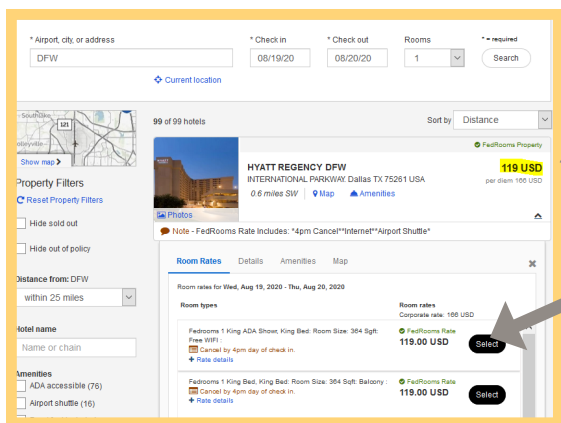 * Airport, city, or address
* Check in
* Check out
Rooms
* = required
DFW
08/19/20
08/20/20
1
Search
Current location
Southlake
121
olleyville
Show map >
99 of 99 hotels
Sort by
Distance
FedRooms Property
HYATT REGENCY DFW
INTERNATIONAL PARKWAY. Dallas TX 75261 USA
0.6 miles SW
Map
Amenities
119 USD
per diem 166 USD
Photos
Note - FedRooms Rate Includes: *4pm Cancel**Internet**Airport Shuttle*
Property Filters
Reset Property Filters
Hide sold out
Hide out of policy
Distance from: DFW
within 25 miles
Hotel name
Name or chain
Amenities
ADA accessible (76)
Airport shuttle (16)
Room Rates
Details
Amenities
Map
Room rates for Wed, Aug 19, 2020 - Thu, Aug 20, 2020
Room types
Room rates
Corporate rate: 166 USD
Fedrooms 1 King ADA Showr, King Bed: Room Size: 364 Sqft:
Free WIFI :
Cancel by 4pm day of check in.
+ Rate details
FedRooms Rate
119.00 USD
Select
Fedrooms 1 King Bed, King Bed: Room Size: 364 Sqft: Balcony :
Cancel by 4pm day of check in.
+ Rate details
FedRooms Rate
119.00 USD
Select